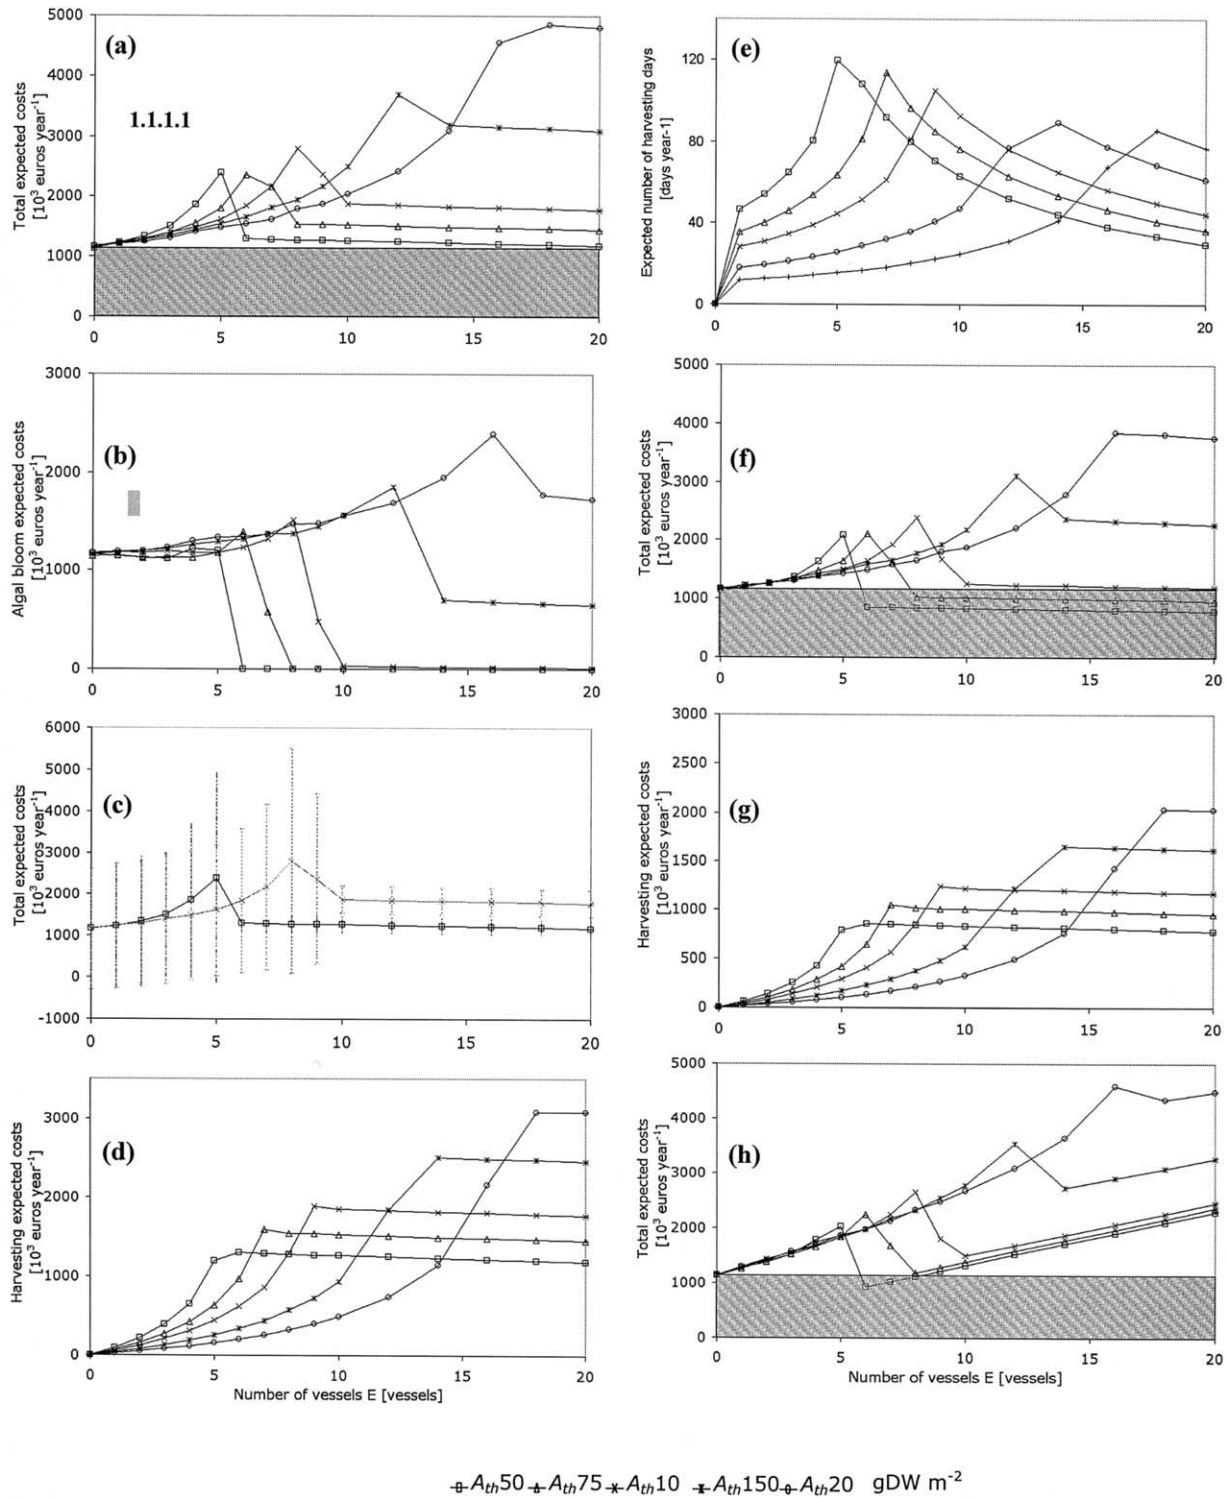 (a)
1.1.1.1
Total expected costs
[10³ euros year⁻¹]
5000
4000
3000
2000
1000
0
0 5 10 15 20
(b)
Algal bloom expected costs
[10³ euros year⁻¹]
3000
2000
1000
0
0 5 10 15 20
(c)
Total expected costs
[10³ euros year⁻¹]
6000
5000
4000
3000
2000
1000
0
-1000
0 5 10 15 20
(d)
Harvesting expected costs
[10³ euros year⁻¹]
3000
2000
1000
0
0 5 10 15 20
Number of vessels E [vessels]
(e)
Expected number of harvesting days
[days year-1]
120
80
40
0
0 5 10 15 20
(f)
Total expected costs
[10³ euros year⁻¹]
5000
4000
3000
2000
1000
0
0 5 10 15 20
(g)
Harvesting expected costs
[10³ euros year⁻¹]
3000
2500
2000
1500
1000
500
0
0 5 10 15 20
(h)
Total expected costs
[10³ euros year⁻¹]
5000
4000
3000
2000
1000
0
0 5 10 15 20
Number of vessels E [vessels]
Ath50 Ath75 Ath10 Ath150 Ath20 gDW m⁻²